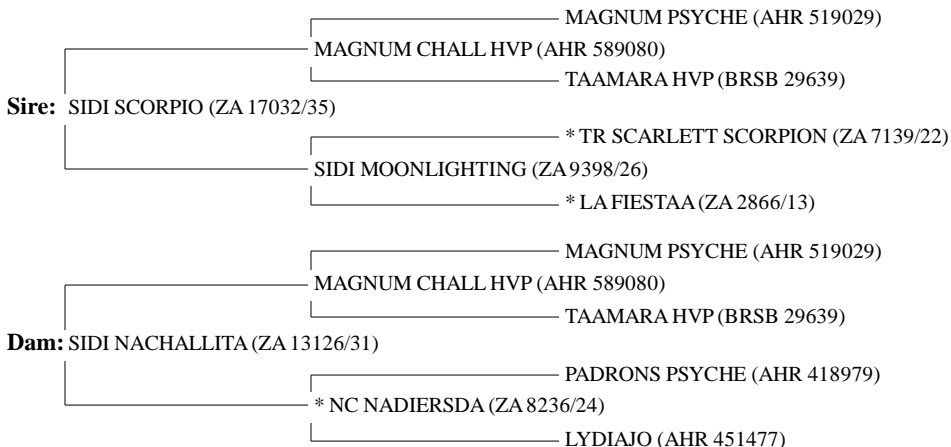 MAGNUM PSYCHE (AHR 519029)
MAGNUM CHALL HVP (AHR 589080)
TAAMARA HVP (BRSB 29639)
Sire: SIDI SCORPIO (ZA 17032/35)
* TR SCARLETT SCORPION (ZA 7139/22)
SIDI MOONLIGHTING (ZA 9398/26)
* LA FIESTAA (ZA 2866/13)
MAGNUM PSYCHE (AHR 519029)
MAGNUM CHALL HVP (AHR 589080)
TAAMARA HVP (BRSB 29639)
Dam: SIDI NACHALLITA (ZA 13126/31)
PADRONS PSYCHE (AHR 418979)
* NC NADIERSDA (ZA 8236/24)
LYDIAJO (AHR 451477)